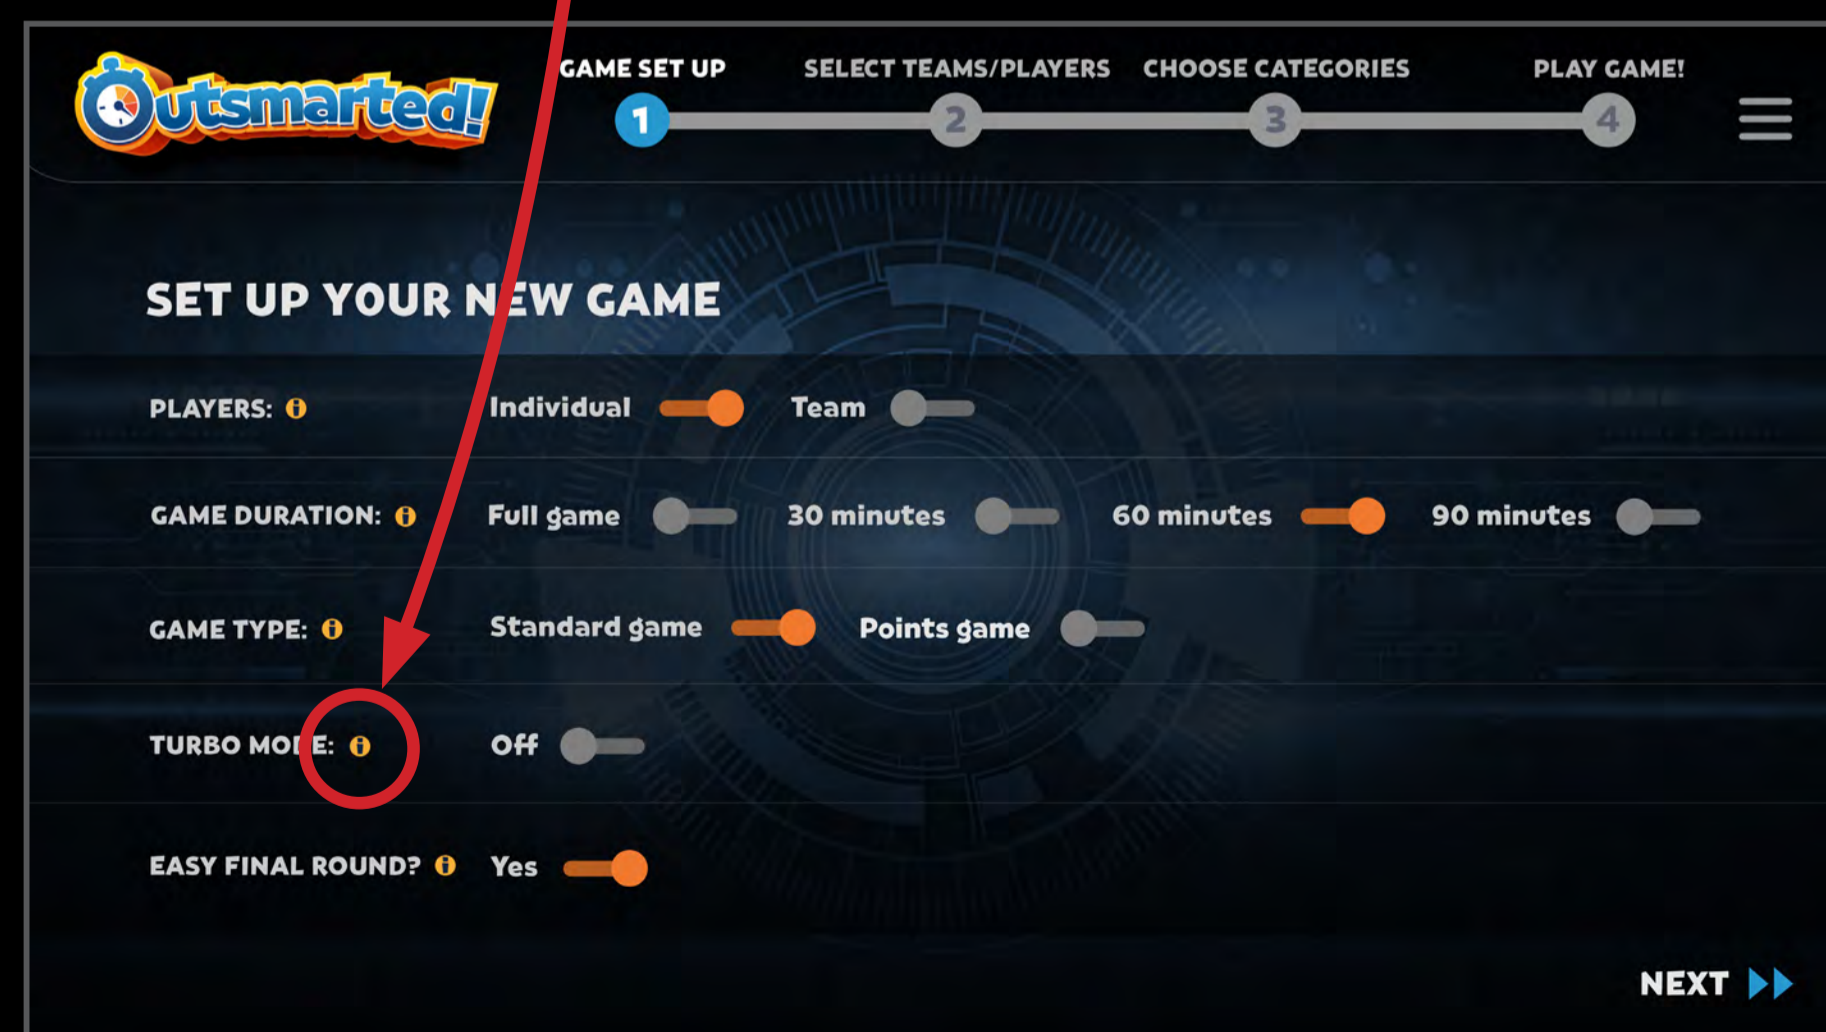 Outsmarted!
GAME SET UP SELECT TEAMS/PLAYERS CHOOSE CATEGORIES PLAY GAME!
1 2 3 4
SET UP YOUR NEW GAME
PLAYERS: i Individual Team
GAME DURATION: i Full game 30 minutes 60 minutes 90 minutes
GAME TYPE: i Standard game Points game
TURBO MODE: i Off
EASY FINAL ROUND? i Yes
NEXT